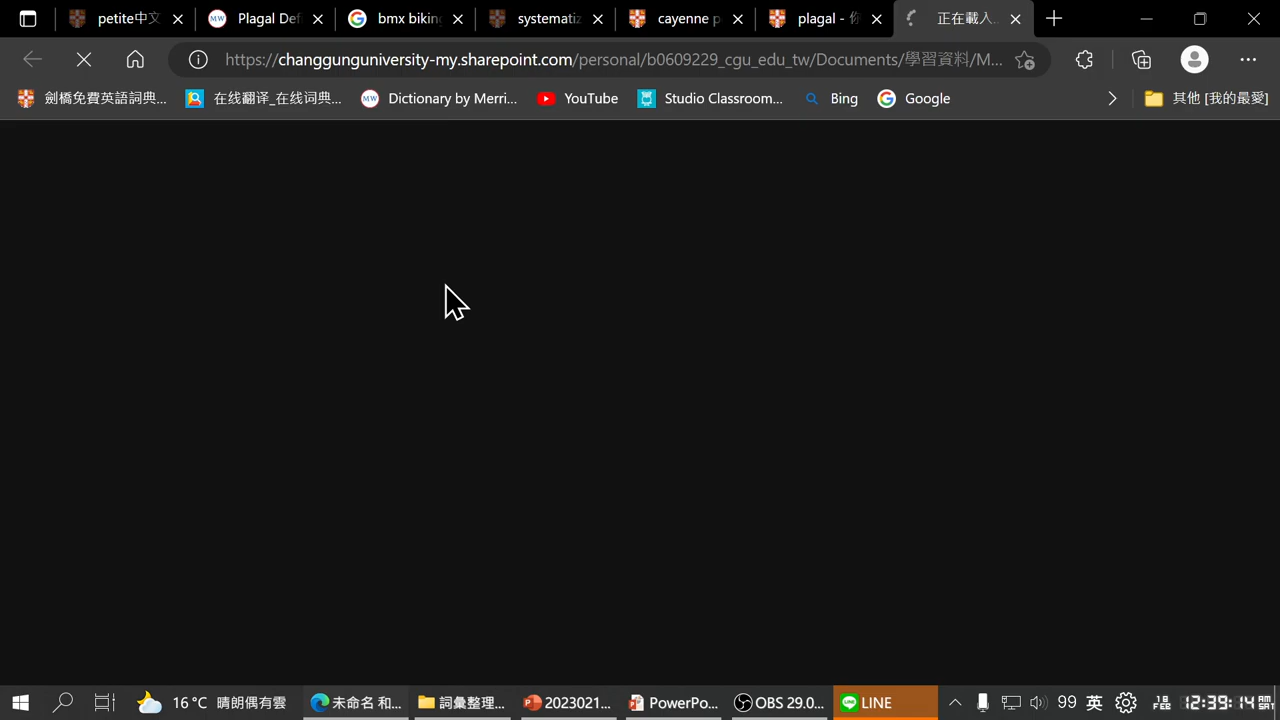 petite中文
Plagal Def
bmx bikin
systematiz
cayenne p
plagal - 你
正在載入...
https://changgunguniversity-my.sharepoint.com/personal/b0609229_cgu_edu_tw/Documents/學習資料/M...
劍橋免費英語詞典...
在线翻译_在线词典...
Dictionary by Merri...
YouTube
Studio Classroom...
Bing
Google
其他 [我的最愛]
16 °C 晴朗偶有雲
未命名 和...
詞彙整理...
2023021...
PowerPo...
OBS 29.0...
LINE
99
英
12:39:14